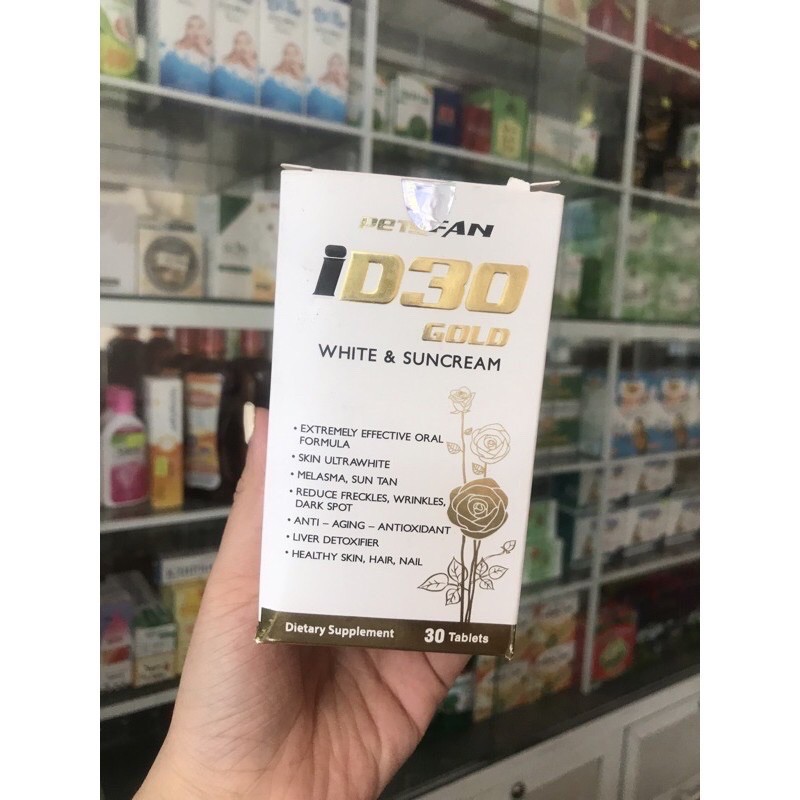 iD30
GOLD
WHITE & SUNCREAM
• EXTREMELY EFFECTIVE ORAL
FORMULA
• SKIN ULTRAWHITE
• MELASMA, SUN TAN
• REDUCE FRECKLES, WRINKLES,
DARK SPOT
• ANTI – AGING – ANTIOXIDANT
• LIVER DETOXIFIER
• HEALTHY SKIN, HAIR, NAIL
Dietary Supplement 30 Tablets